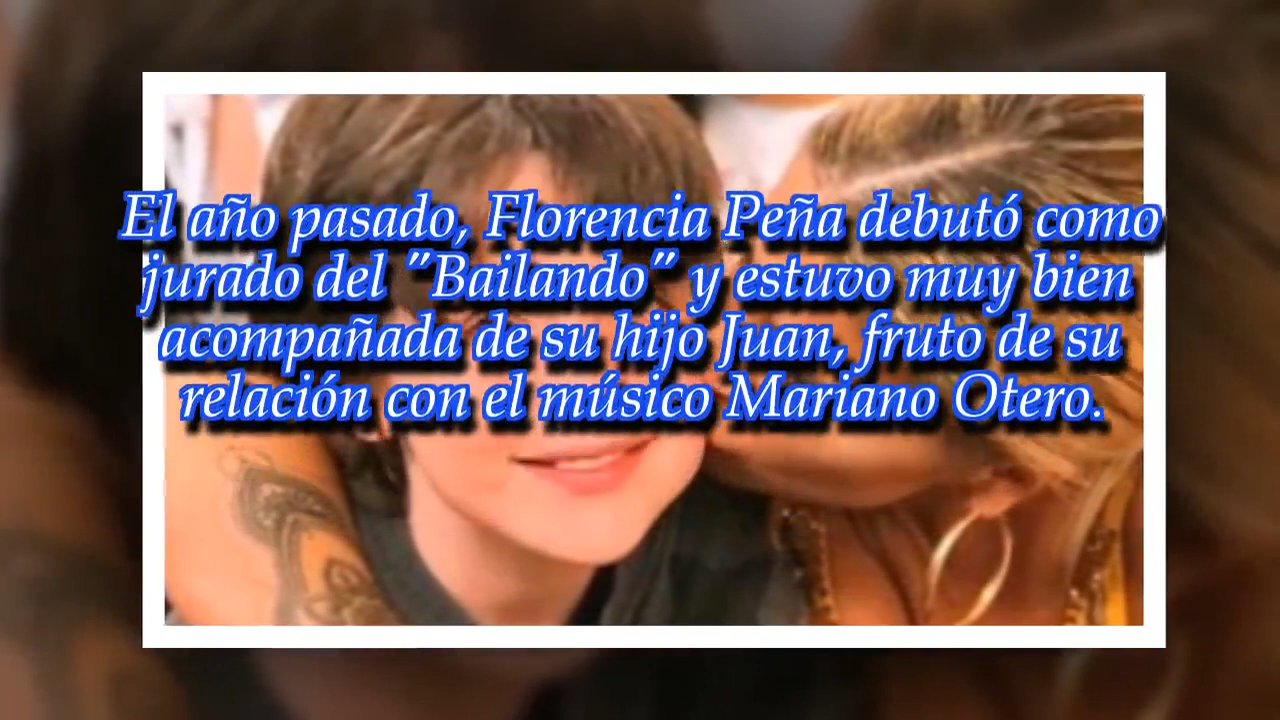 El año pasado, Florencia Peña debutó como
jurado del "Bailando" y estuvo muy bien
acompañada de su hijo Juan, fruto de su
relación con el músico Mariano Otero.